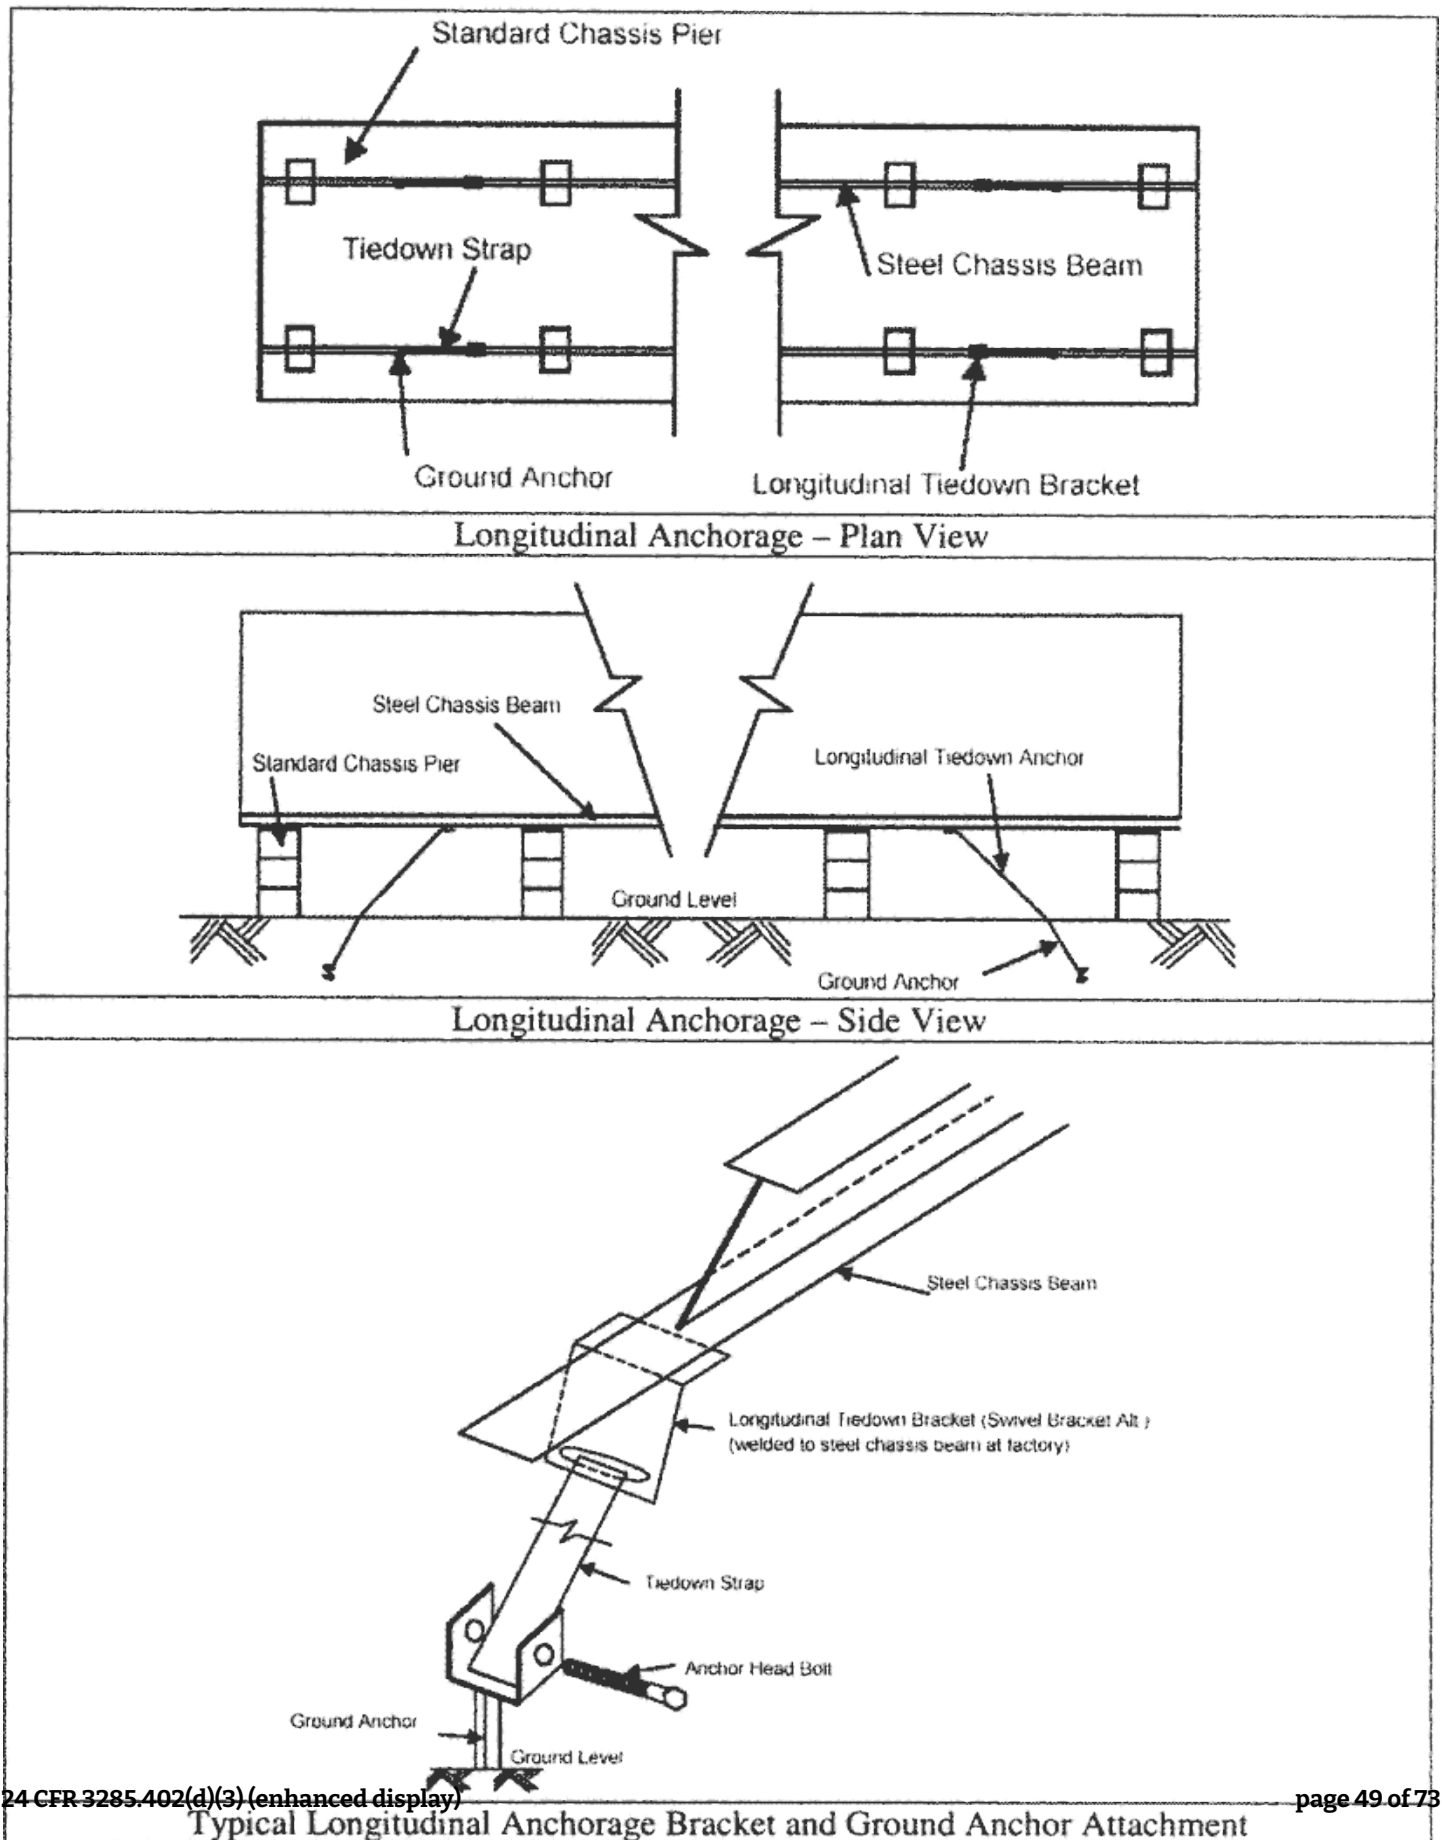 Standard Chassis Pier
Tiedown Strap
Steel Chassis Beam
Ground Anchor
Longitudinal Tiedown Bracket
Longitudinal Anchorage – Plan View
Steel Chassis Beam
Standard Chassis Pier
Longitudinal Tiedown Anchor
Ground Level
Ground Anchor
Longitudinal Anchorage – Side View
Steel Chassis Beam
Longitudinal Tiedown Bracket (Swivel Bracket Alt )
(welded to steel chassis beam at factory)
Tiedown Strap
Anchor Head Bolt
Ground Anchor
Ground Level
24 CFR 3285.402(d)(3) (enhanced display)
page 49 of 73
Typical Longitudinal Anchorage Bracket and Ground Anchor Attachment